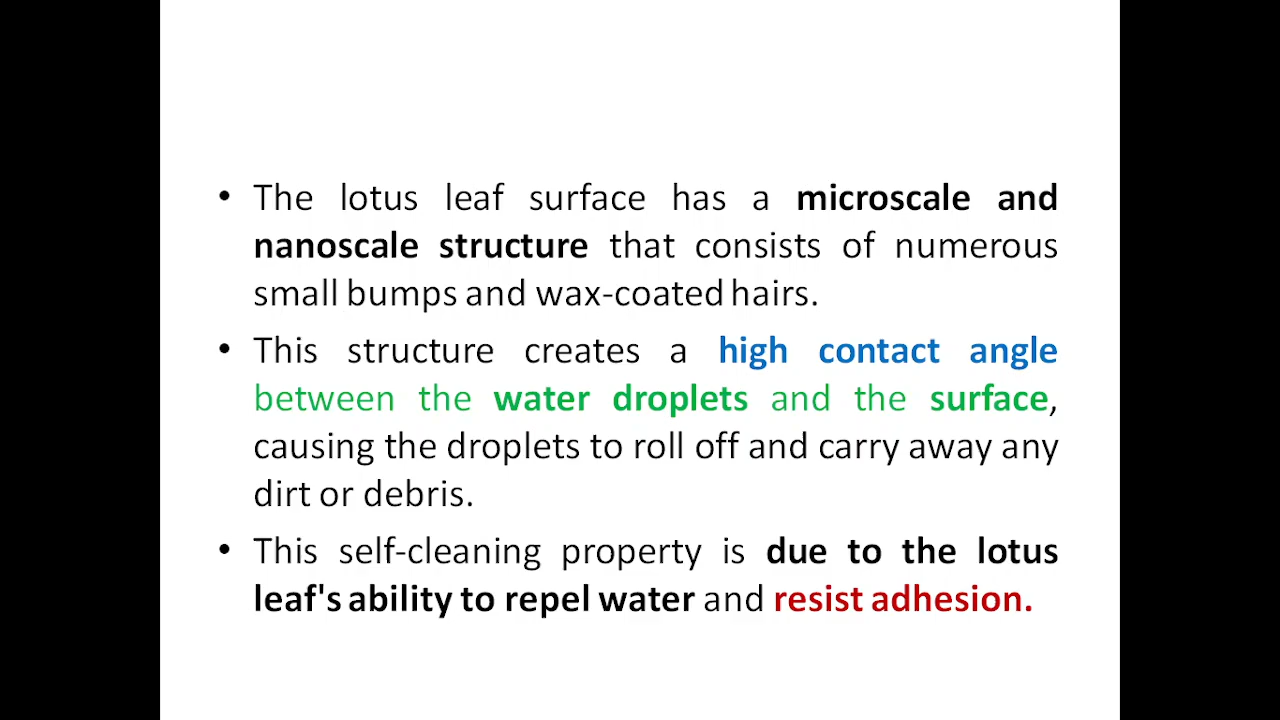 • The lotus leaf surface has a microscale and
nanoscale structure that consists of numerous
small bumps and wax-coated hairs.
• This structure creates a high contact angle
between the water droplets and the surface,
causing the droplets to roll off and carry away any
dirt or debris.
• This self-cleaning property is due to the lotus
leaf's ability to repel water and resist adhesion.